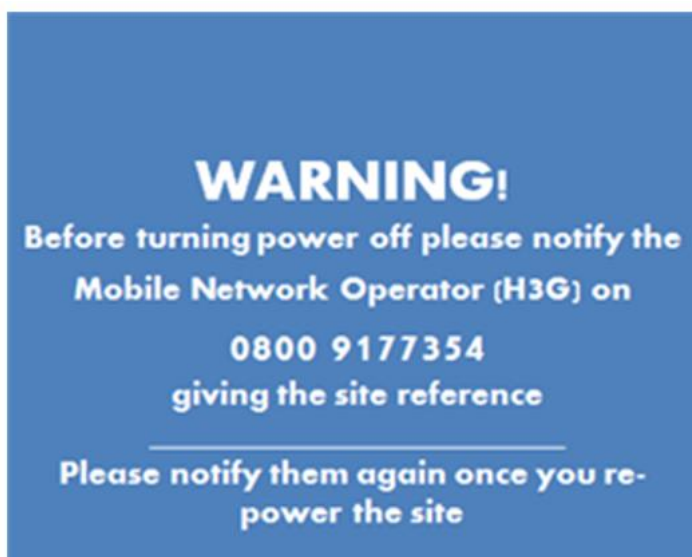 WARNING!
Before turning power off please notify the
Mobile Network Operator (H3G) on
0800 9177354
giving the site reference
Please notify them again once you re-
power the site